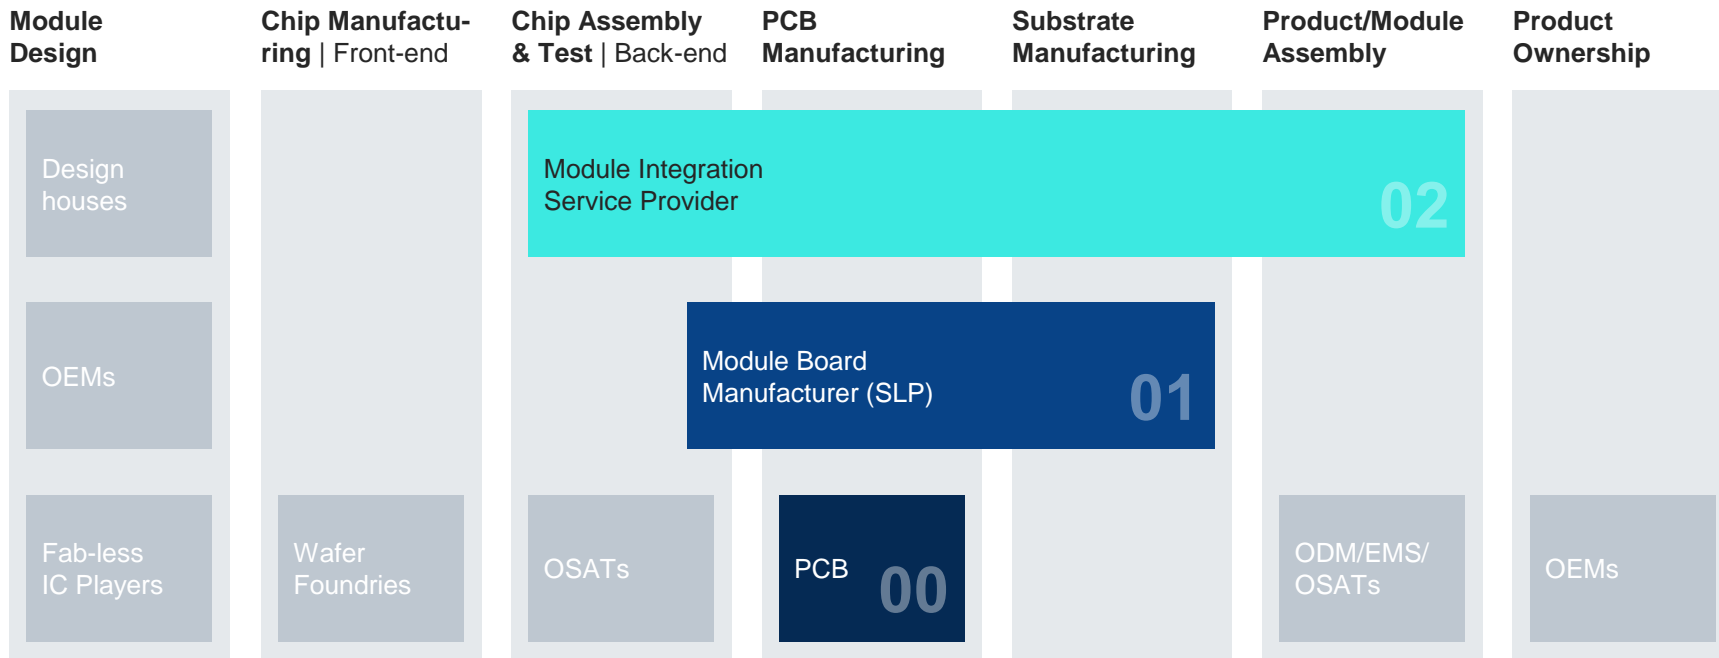 Module
Design
Chip Manufactu-
ring | Front-end
Chip Assembly
& Test | Back-end
PCB
Manufacturing
Substrate
Manufacturing
Product/Module
Assembly
Product
Ownership
Design
houses
Module Integration
Service Provider
02
OEMs
Module Board
Manufacturer (SLP)
01
Fab-less
IC Players
Wafer
Foundries
OSATs
PCB
00
ODM/EMS/
OSATs
OEMs